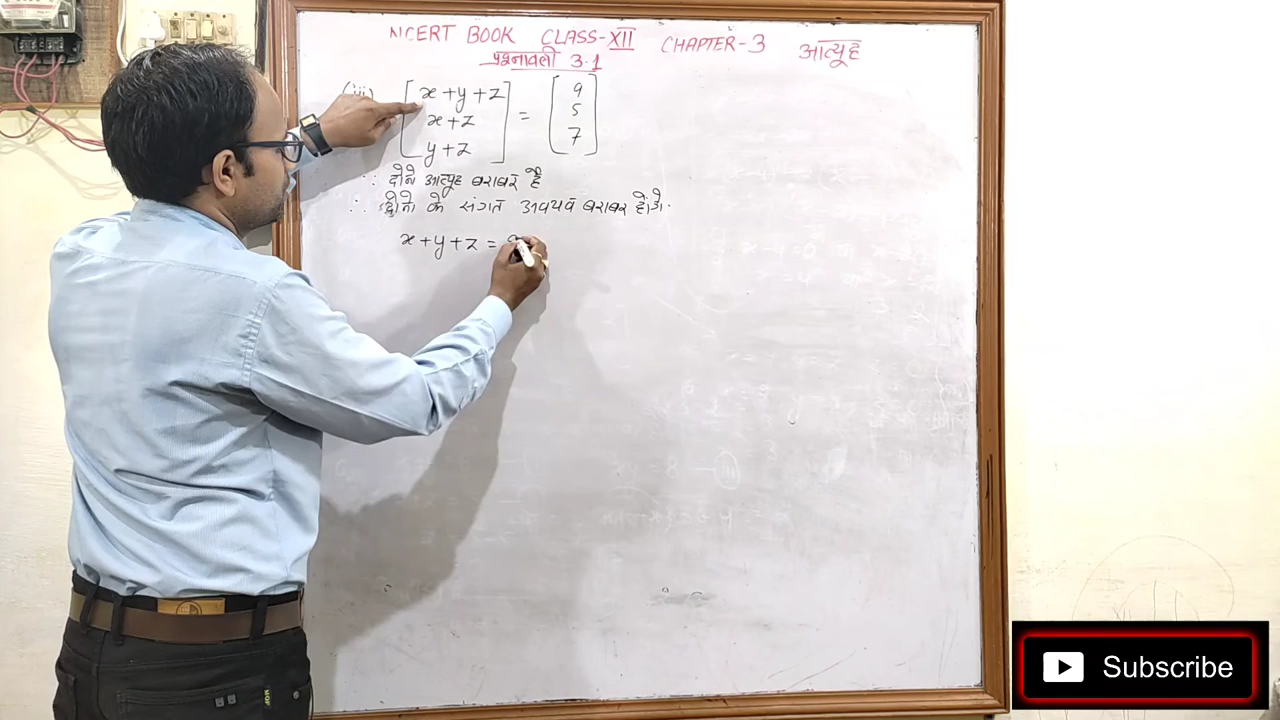 NCERT BOOK CLASS-XII CHAPTER-3 आव्यूह
प्रश्नावली 3.1
(iii) [x+y+z] = [9]
[x+z] [5]
[y+z] [7]
∵ दोनो आव्यूह बराबर है
∴ दोनो के संगत अवयव बराबर होंगे.
x+y+z = 9
Subscribe